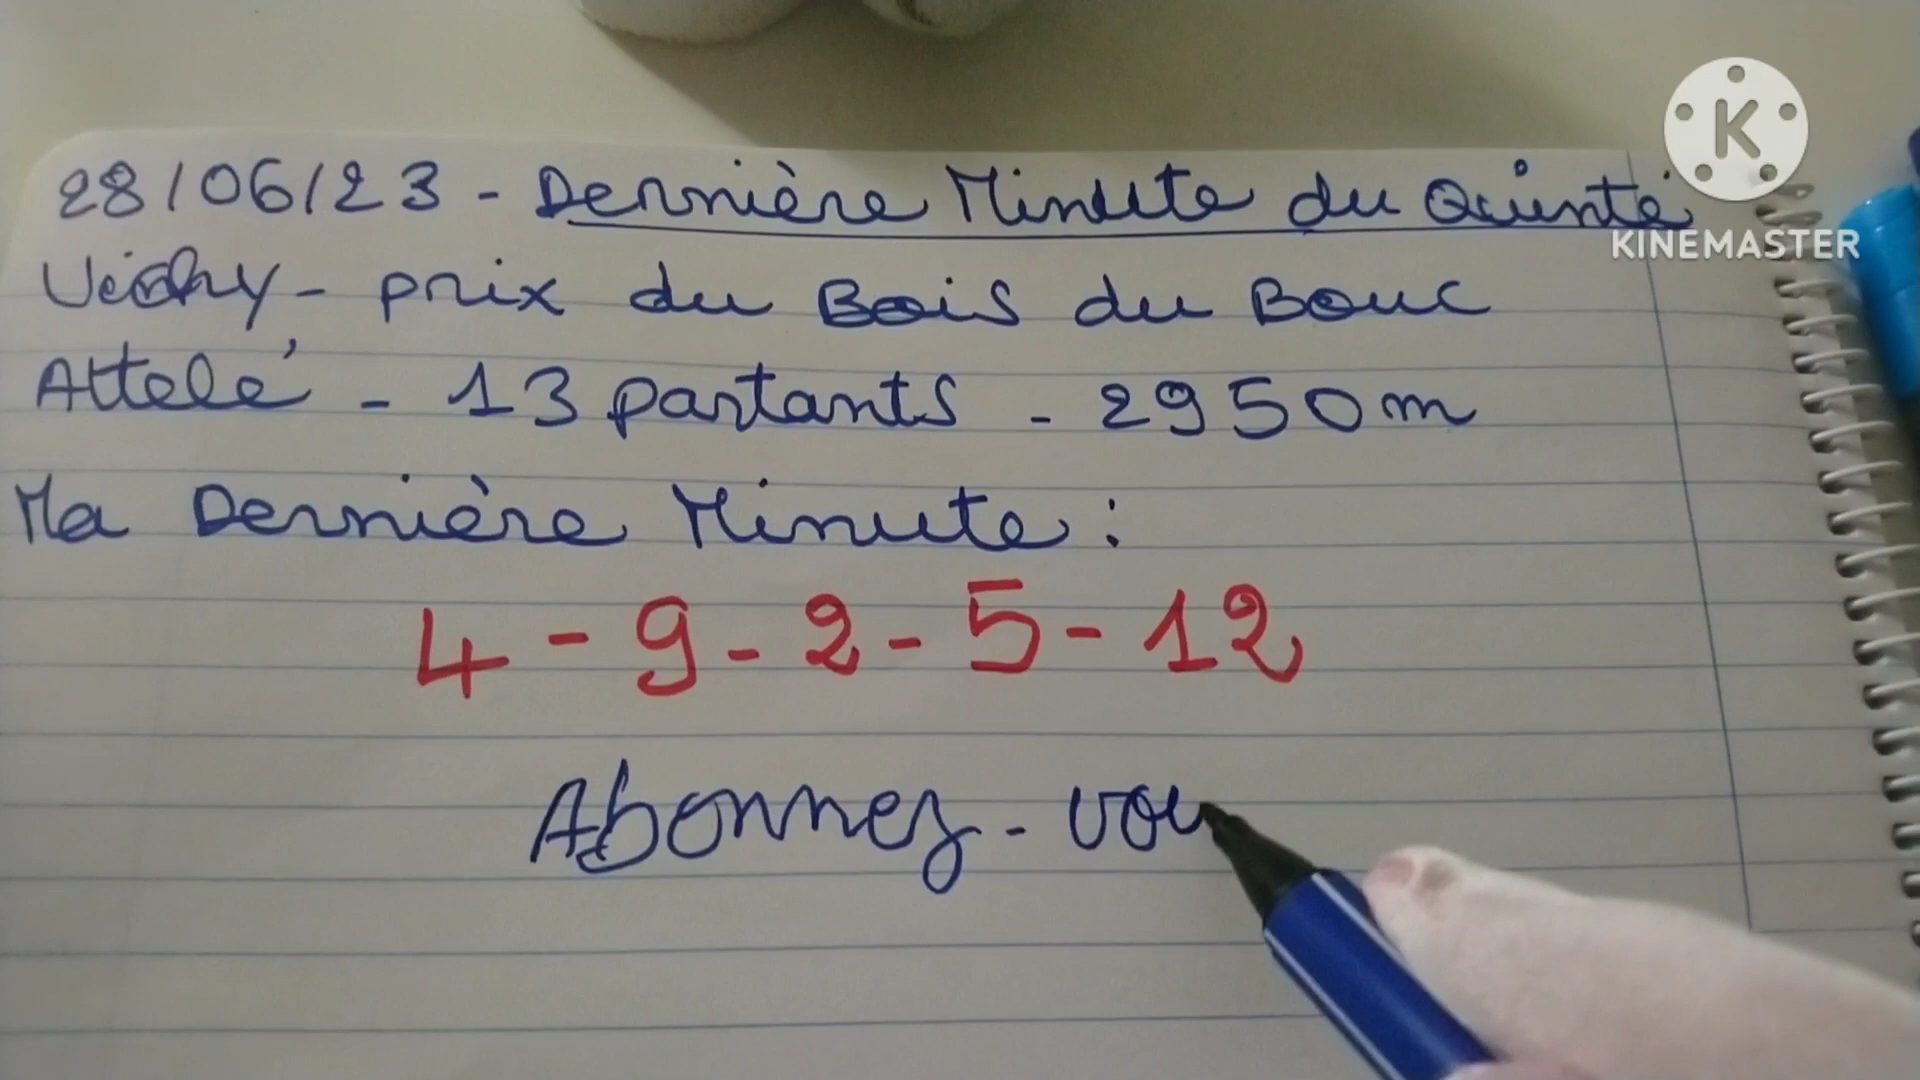 28/06/23 - Dernière Minute du Quinté
Vichy - prix du Bois du Bouc
Attelé - 13 partants - 2950m
Ma Dernière Minute :
4 - 9 - 2 - 5 - 12
Abonnez - vou
K
KINEMASTER